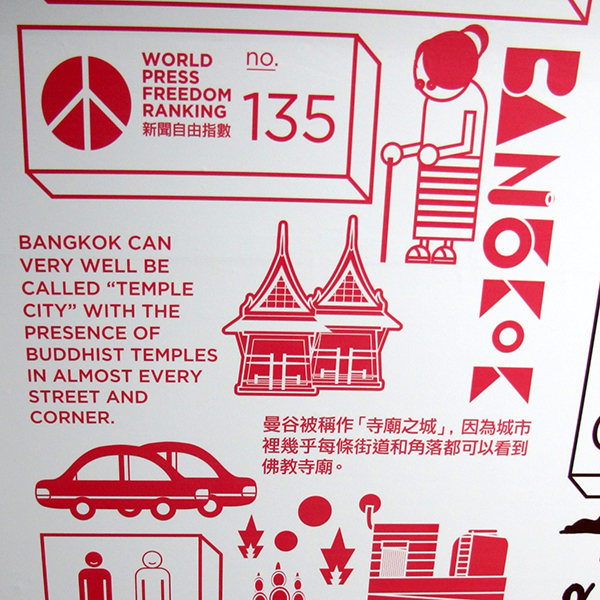 WORLD
PRESS
FREEDOM
RANKING
新聞自由指數
no.
135
BANGKOK
BANGKOK CAN
VERY WELL BE
CALLED “TEMPLE
CITY” WITH THE
PRESENCE OF
BUDDHIST TEMPLES
IN ALMOST EVERY
STREET AND
CORNER.
曼谷被稱作「寺廟之城」，因為城市
裡幾乎每條街道和角落都可以看到
佛教寺廟。